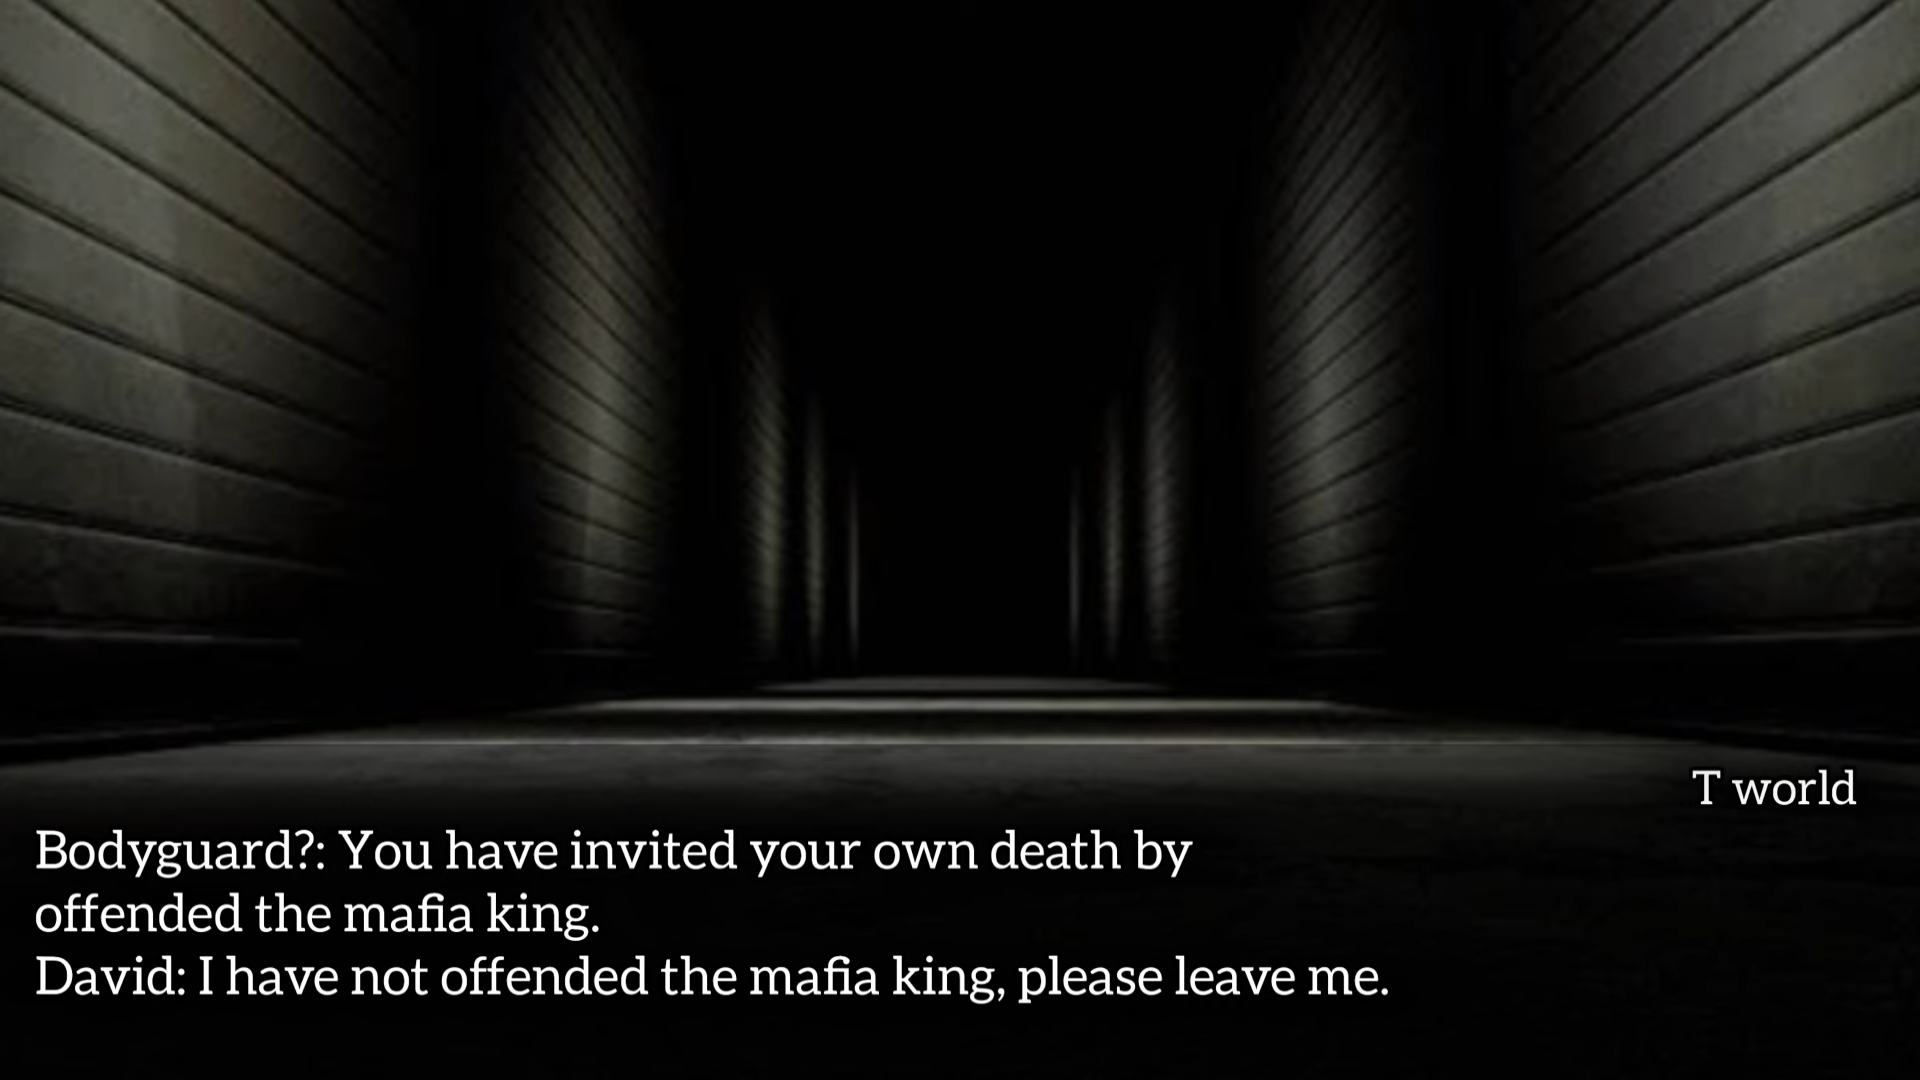 T world
Bodyguard?: You have invited your own death by
offended the mafia king.
David: I have not offended the mafia king, please leave me.